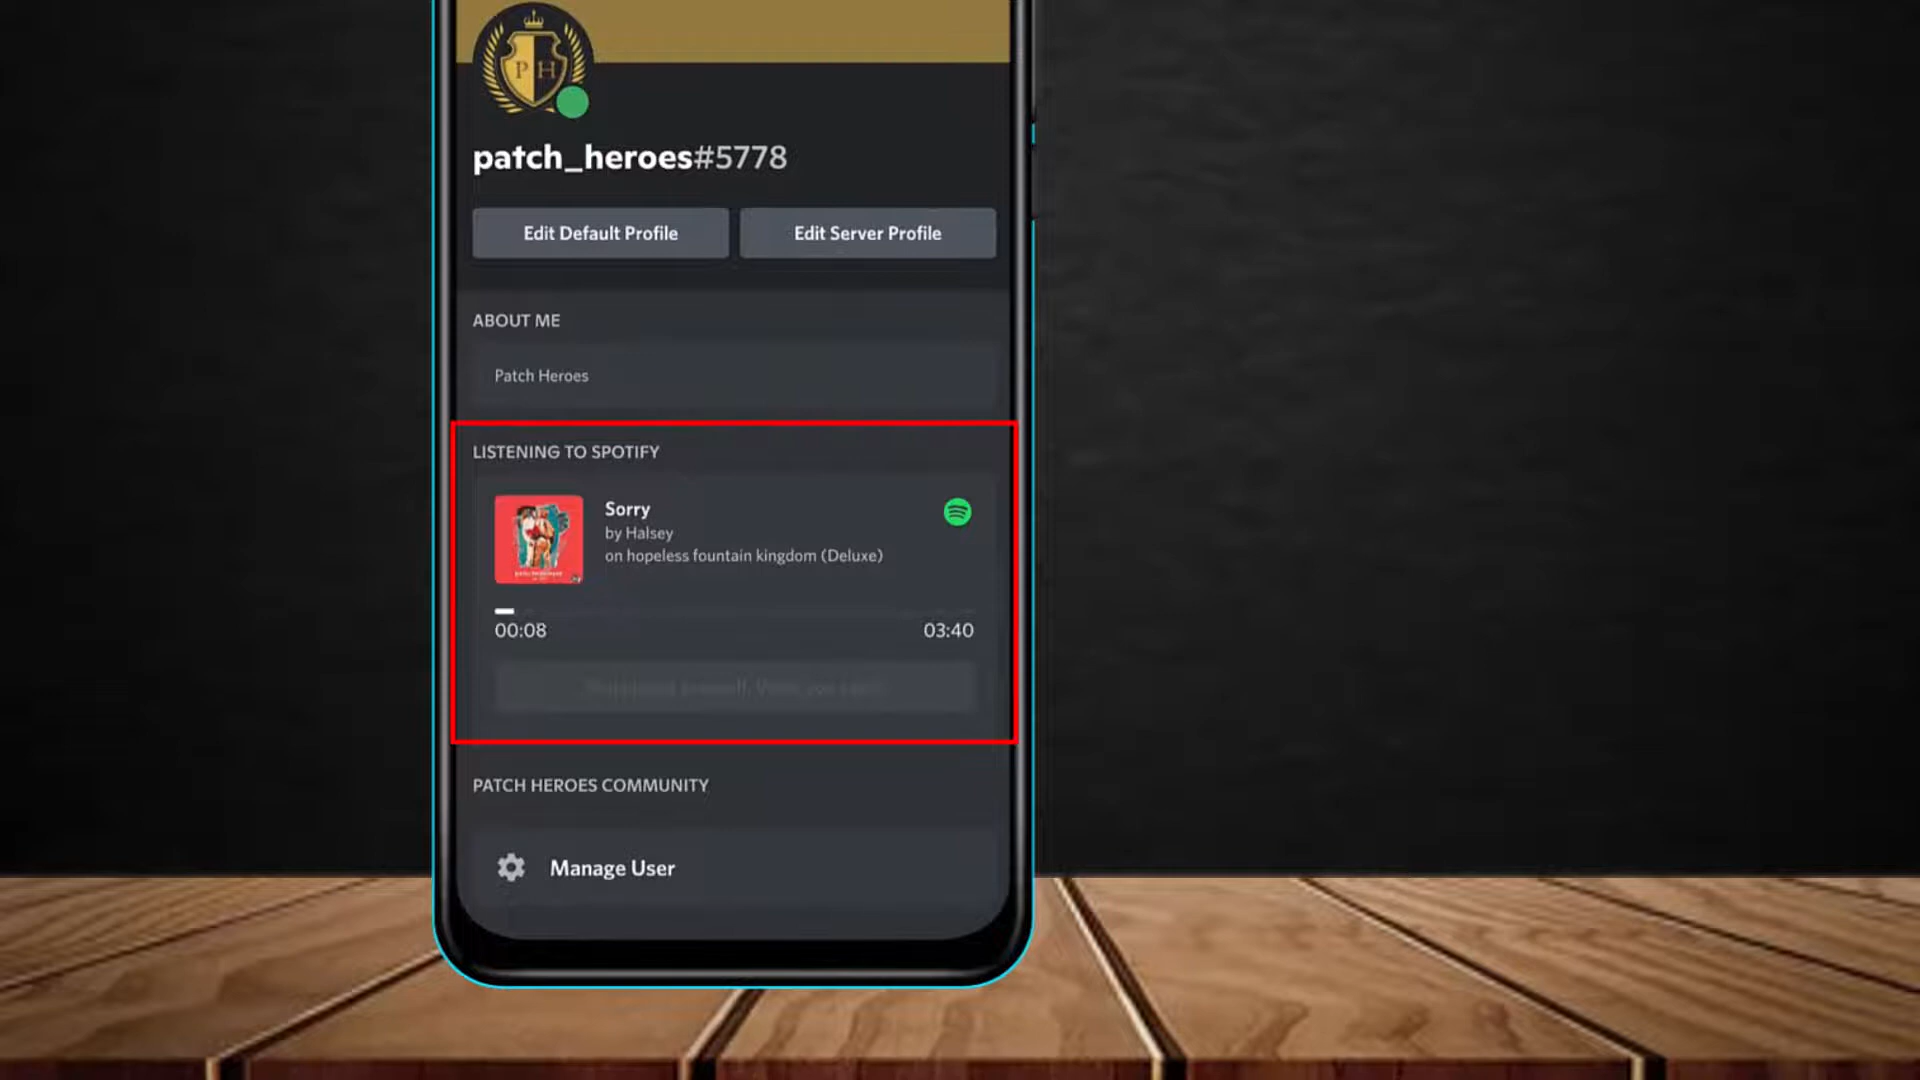 P H
patch_heroes#5778
Edit Default Profile
Edit Server Profile
ABOUT ME
Patch Heroes
LISTENING TO SPOTIFY
Sorry
by Halsey
on hopeless fountain kingdom (Deluxe)
00:08
03:40
PATCH HEROES COMMUNITY
Manage User